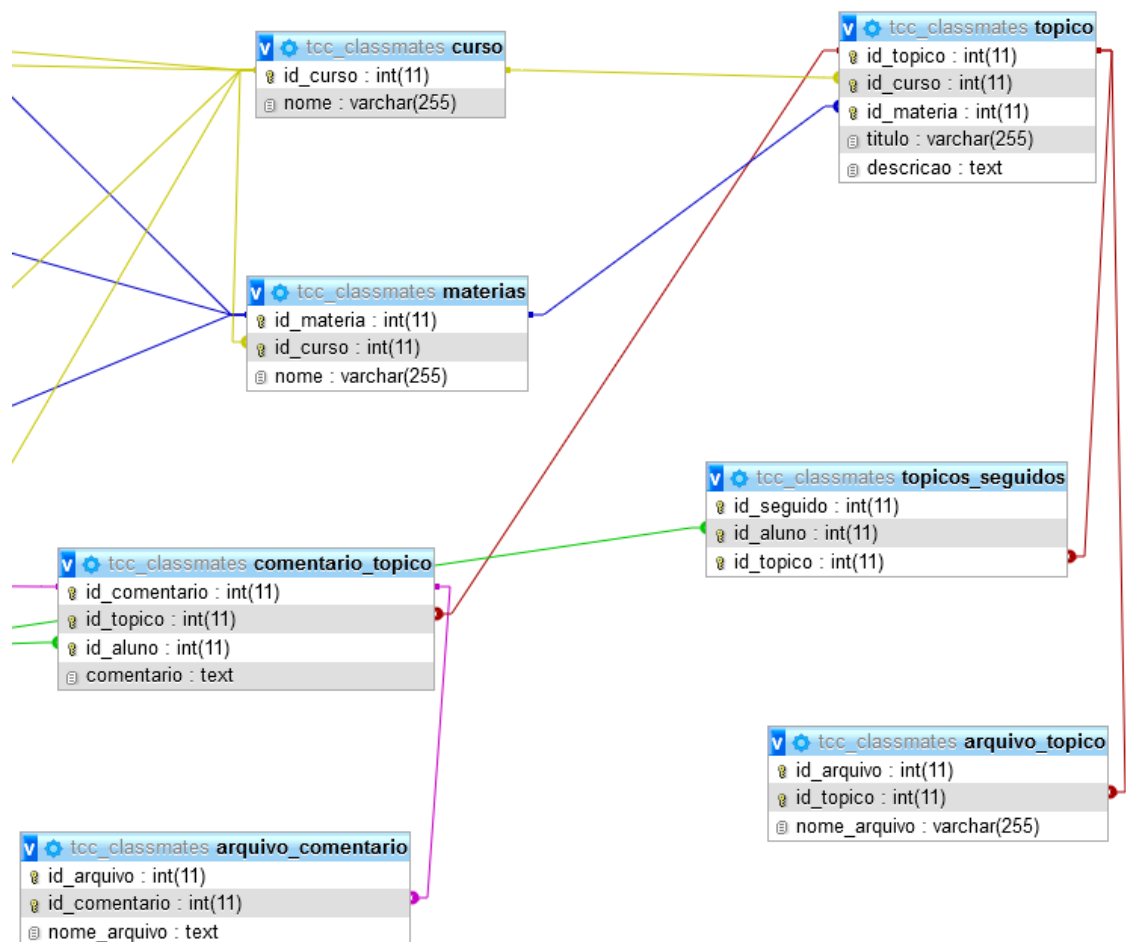 v tcc_classmates curso
id_curso : int(11)
nome : varchar(255)
v tcc_classmates topico
id_topico : int(11)
id_curso : int(11)
id_materia : int(11)
titulo : varchar(255)
descricao : text
v tcc_classmates materias
id_materia : int(11)
id_curso : int(11)
nome : varchar(255)
v tcc_classmates topicos_seguidos
id_seguido : int(11)
id_aluno : int(11)
id_topico : int(11)
v tcc_classmates comentario_topico
id_comentario : int(11)
id_topico : int(11)
id_aluno : int(11)
comentario : text
v tcc_classmates arquivo_topico
id_arquivo : int(11)
id_topico : int(11)
nome_arquivo : varchar(255)
v tcc_classmates arquivo_comentario
id_arquivo : int(11)
id_comentario : int(11)
nome_arquivo : text